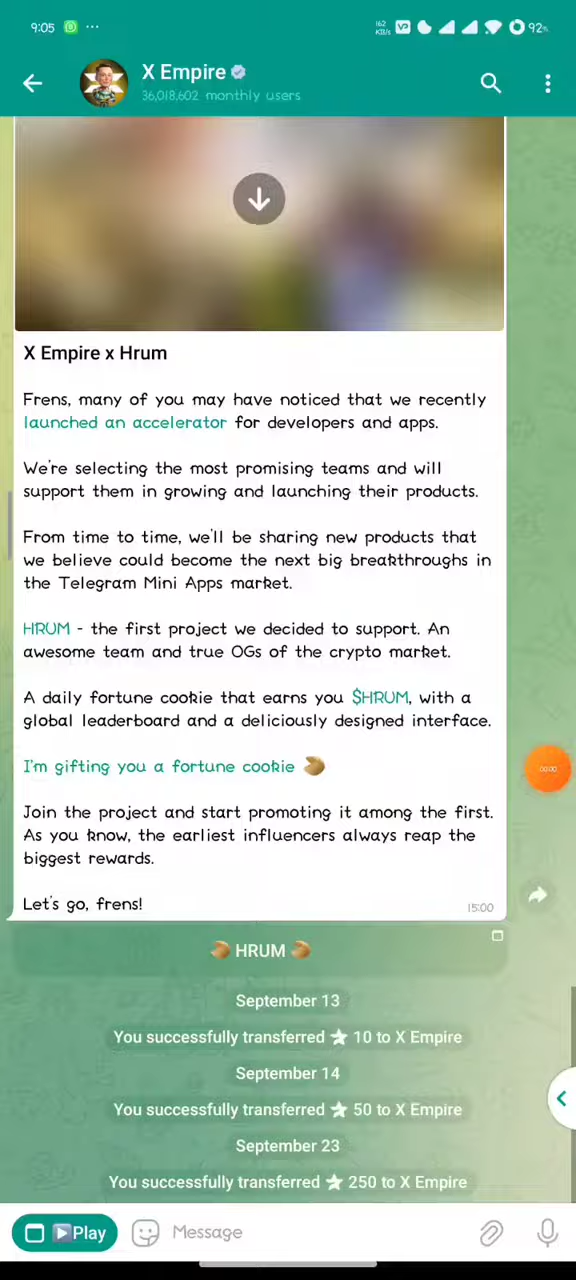 9:05 ... 162 KB/s VP 92%
X Empire
36,018,602 monthly users
X Empire x Hrum
Frens, many of you may have noticed that we recently
launched an accelerator for developers and apps.
We're selecting the most promising teams and will
support them in growing and launching their products.
From time to time, we'll be sharing new products that
we believe could become the next big breakthroughs in
the Telegram Mini Apps market.
HRUM - the first project we decided to support. An
awesome team and true OGs of the crypto market.
A daily fortune cookie that earns you $HRUM, with a
global leaderboard and a deliciously designed interface.
I'm gifting you a fortune cookie 🥠
Join the project and start promoting it among the first.
As you know, the earliest influencers always reap the
biggest rewards.
Let's go, frens!
15:00
🥠 HRUM 🥠
September 13
You successfully transferred ★ 10 to X Empire
September 14
You successfully transferred ★ 50 to X Empire
September 23
You successfully transferred ★ 250 to X Empire
▶️Play Message
00:00